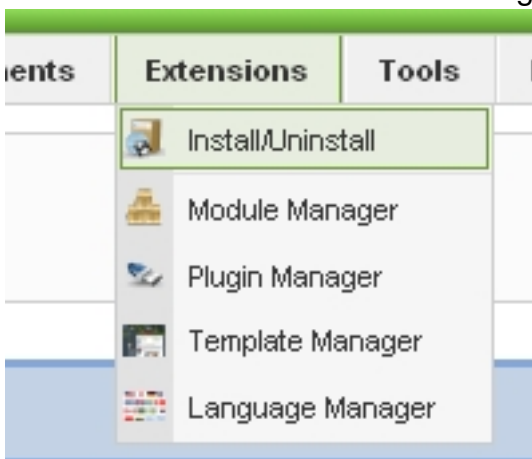 Extensions Tools
Install/Uninstall
Module Manager
Plugin Manager
Template Manager
Language Manager